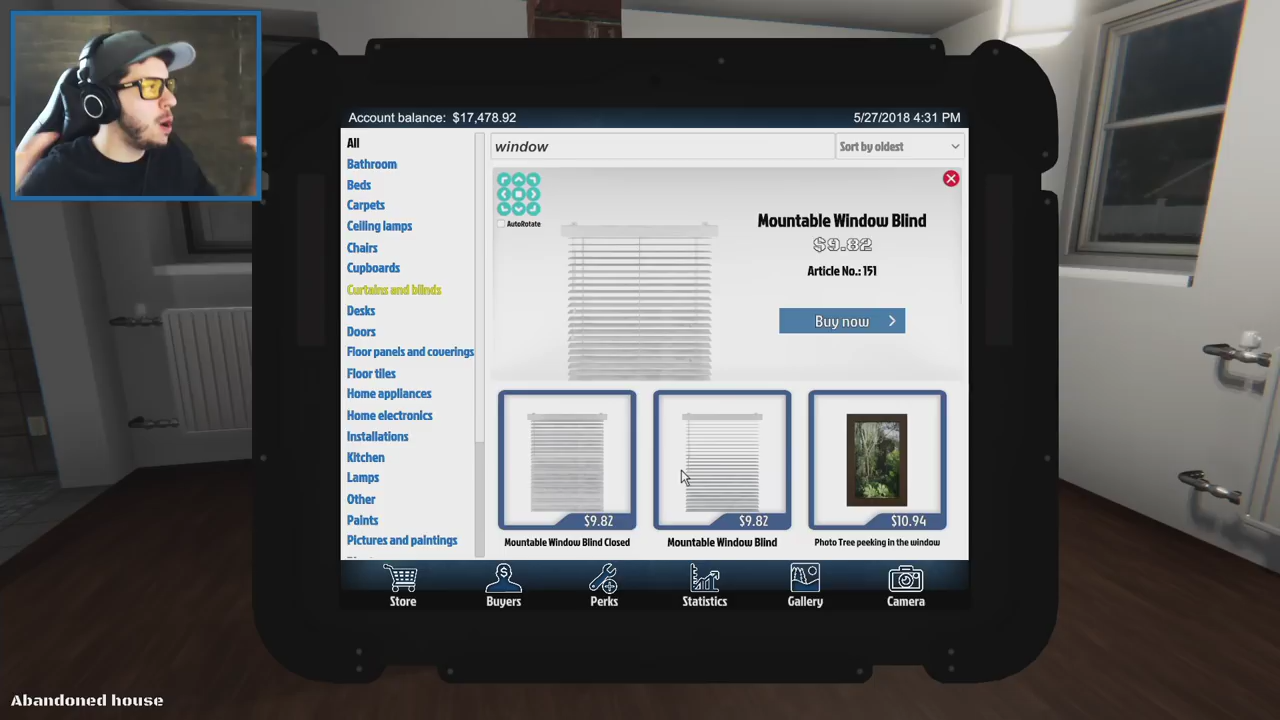 Account balance: $17,478.92
5/27/2018 4:31 PM
All
Bathroom
Beds
Carpets
Ceiling lamps
Chairs
Cupboards
Curtains and blinds
Desks
Doors
Floor panels and coverings
Floor tiles
Home appliances
Home electronics
Installations
Kitchen
Lamps
Other
Paints
Pictures and paintings
window
Sort by oldest
AutoRotate
Mountable Window Blind
$9.82
Article No.: 151
Buy now
$9.82
Mountable Window Blind Closed
$9.82
Mountable Window Blind
$10.94
Photo Tree peeking in the window
Store
Buyers
Perks
Statistics
Gallery
Camera
Abandoned house